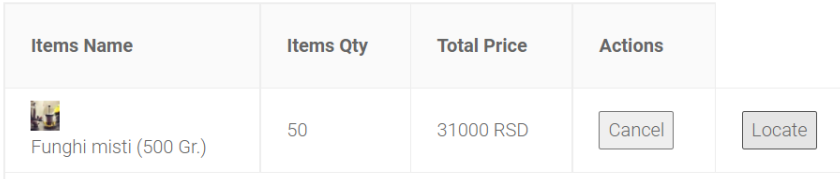 Items Name Items Qty Total Price Actions
Funghi misti (500 Gr.) 50 31000 RSD Cancel Locate